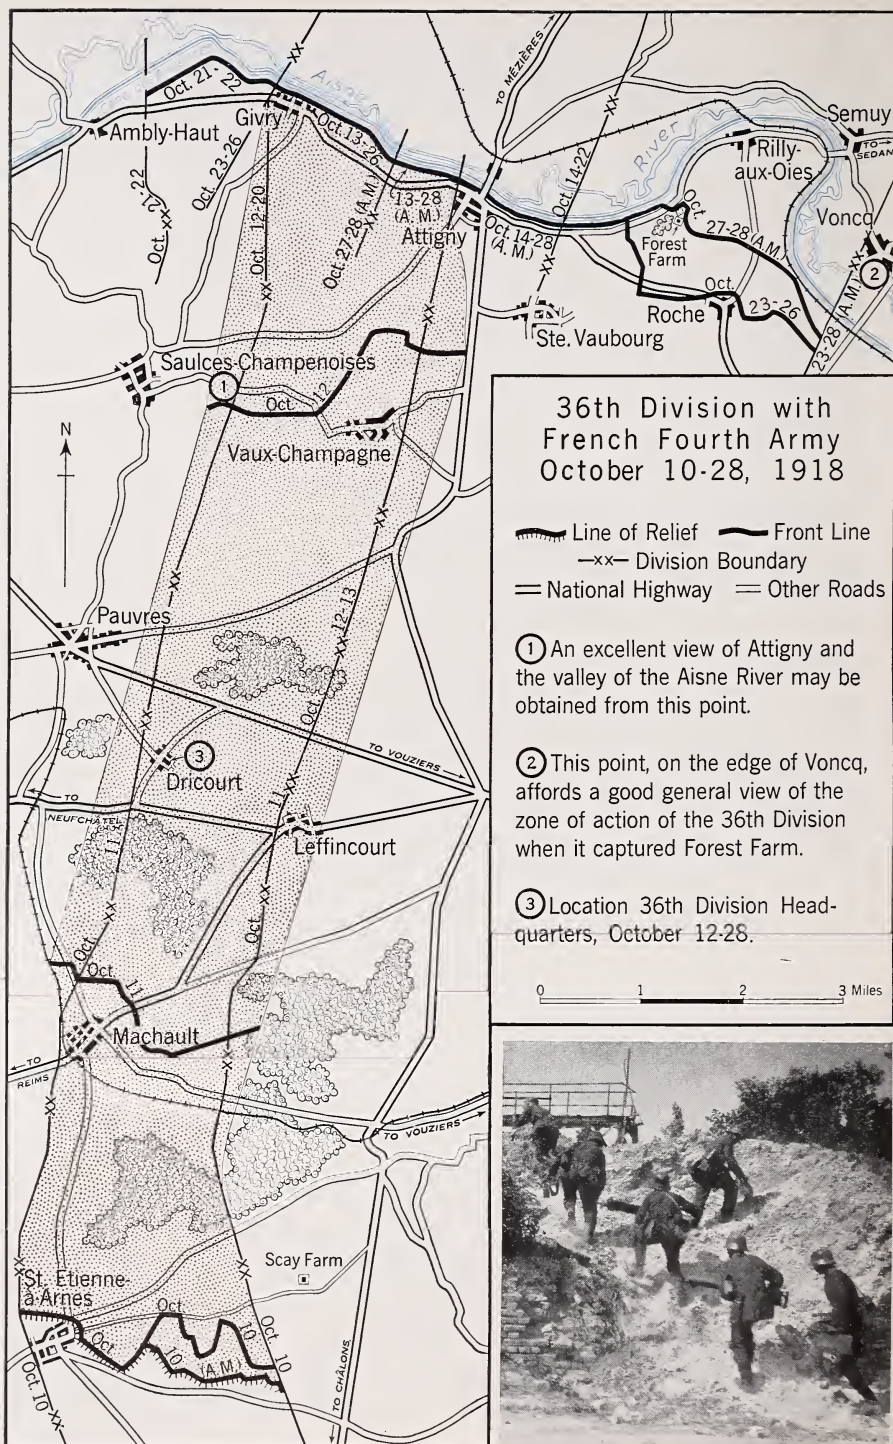 TO MÉZIÈRES
Aisne
River
Oct. 21-22
Ambly-Haut
Givry
Oct. 13-26
Oct. 23-26
Oct. 21-22
Oct. 12-20
Oct. 27-28 (A.M.)
13-28
(A.M.)
Attigny
Oct. 14-28
(A.M.)
Oct. 14-22
Semuy
TO
SEDAN
Rilly-
aux-Oies
Voncq
2
Oct.
27-28 (A.M.)
Forest
Farm
Oct.
23-26
Roche
23-28 (A.M.)
Ste. Vaubourg
Saulces-Champenoises
1
Oct. 12
Vaux-Champagne
N
Pauvres
Oct. 12-13
3
Dricourt
TO VOUZIERS
TO
NEUFCHÂTEL
Leffincourt
Oct. 11
Oct. 11
Oct. 11
Machault
TO
REIMS
TO VOUZIERS
Scay Farm
St. Etienne-
à-Arnes
Oct. 10
Oct. 10
(A.M.)
Oct. 10
Oct. 10
TO CHÂLONS
36th Division with
French Fourth Army
October 10-28, 1918
Line of Relief Front Line
-xx- Division Boundary
National Highway Other Roads
1 An excellent view of Attigny and
the valley of the Aisne River may be
obtained from this point.
2 This point, on the edge of Voncq,
affords a good general view of the
zone of action of the 36th Division
when it captured Forest Farm.
3 Location 36th Division Head-
quarters, October 12-28.
0 1 2 3 Miles